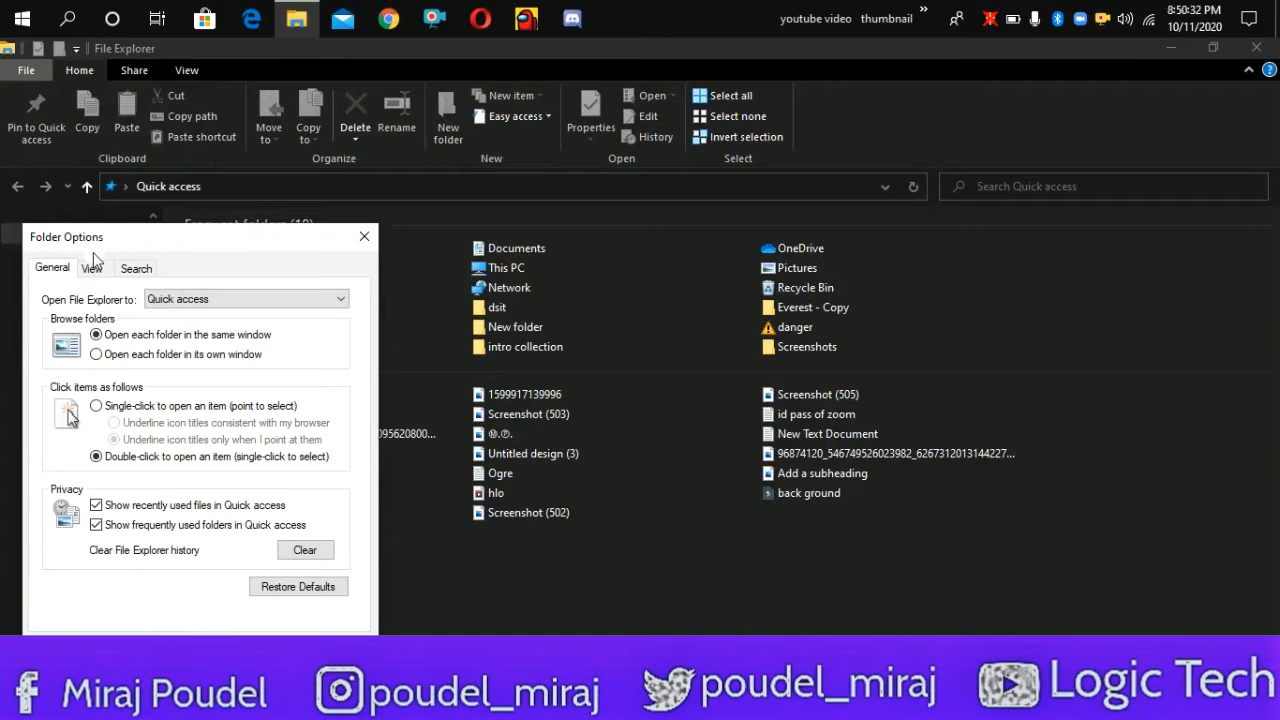 youtube video thumbnail » 8:50:32 PM
10/11/2020
File Explorer
File Home Share View
Pin to Quick access
Copy
Paste
Cut
Copy path
Paste shortcut
Clipboard
Move to
Copy to
Delete
Rename
Organize
New folder
New item
Easy access
New
Properties
Open
Edit
History
Open
Select all
Select none
Invert selection
Select
Quick access
Search Quick access
Folder Options
General View Search
Open File Explorer to: Quick access
Browse folders
Open each folder in the same window
Open each folder in its own window
Click items as follows
Single-click to open an item (point to select)
Underline icon titles consistent with my browser
Underline icon titles only when I point at them
Double-click to open an item (single-click to select)
Privacy
Show recently used files in Quick access
Show frequently used folders in Quick access
Clear File Explorer history Clear
Restore Defaults
Documents OneDrive
This PC Pictures
Network Recycle Bin
dsit Everest - Copy
New folder danger
intro collection Screenshots
1599917139996 Screenshot (505)
Screenshot (503) id pass of zoom
095620800... New Text Document
Untitled design (3) 96874120_546749526023982_6267312013144227...
Ogre Add a subheading
hlo back ground
Screenshot (502)
Miraj Poudel poudel_miraj poudel_miraj Logic Tech